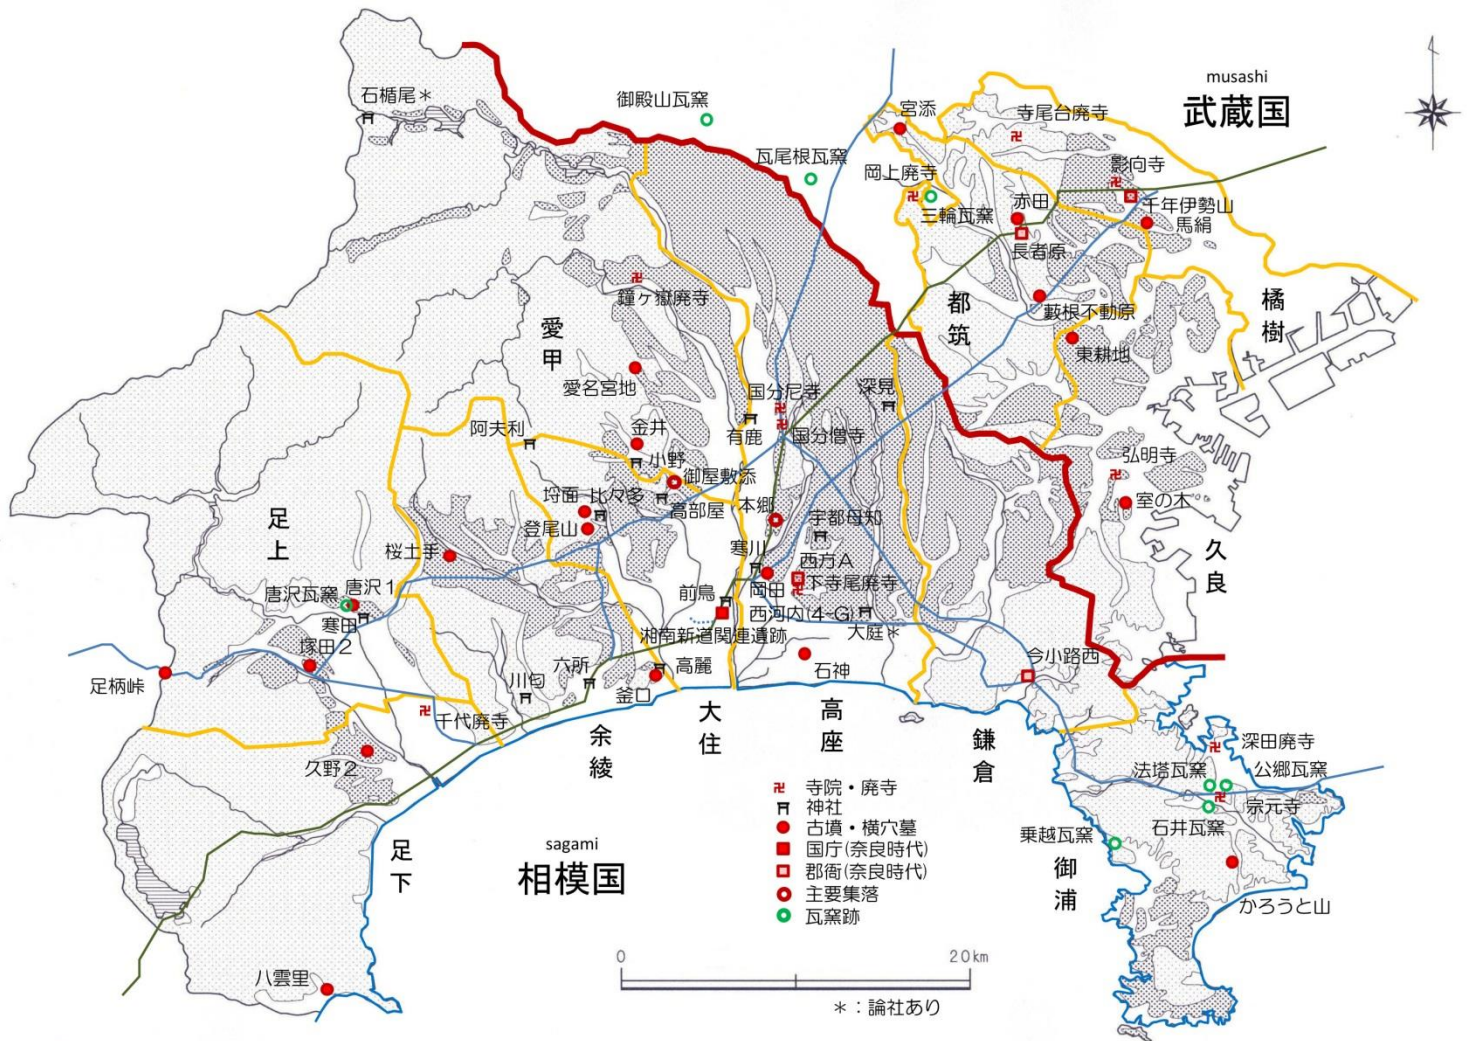 musashi
武蔵国
石楯尾＊
御殿山瓦窯
宮添
寺尾台廃寺
瓦尾根瓦窯
岡上廃寺
影向寺
三輪瓦窯
赤田
千年伊勢山
馬絹
長者原
鐘ヶ嶽廃寺
都筑
藪根不動原
橘樹
愛甲
東耕地
愛名宮地
国分尼寺
深見
阿夫利
金井
有鹿
国分僧寺
小野
弘明寺
御屋敷添
埒面
比々多
高部屋
本郷
宇都母知
室の木
足上
登尾山
桜土手
寒川
西方A
久良
唐沢瓦窯
唐沢1
前鳥
岡田
下寺尾廃寺
寒田
西河内(4-G)
湘南新道関連遺跡
大庭＊
塚田2
今小路西
足柄峠
六所
高麗
石神
川匂
釜口
千代廃寺
余綾
大住
高座
鎌倉
久野2
深田廃寺
法塔瓦窯
公郷瓦窯
宗元寺
石井瓦窯
乗越瓦窯
足下
御浦
かろうと山
sagami
相模国
八雲里
寺院・廃寺
神社
古墳・横穴墓
国庁(奈良時代)
郡衙(奈良時代)
主要集落
瓦窯跡
0
20km
＊：論社あり